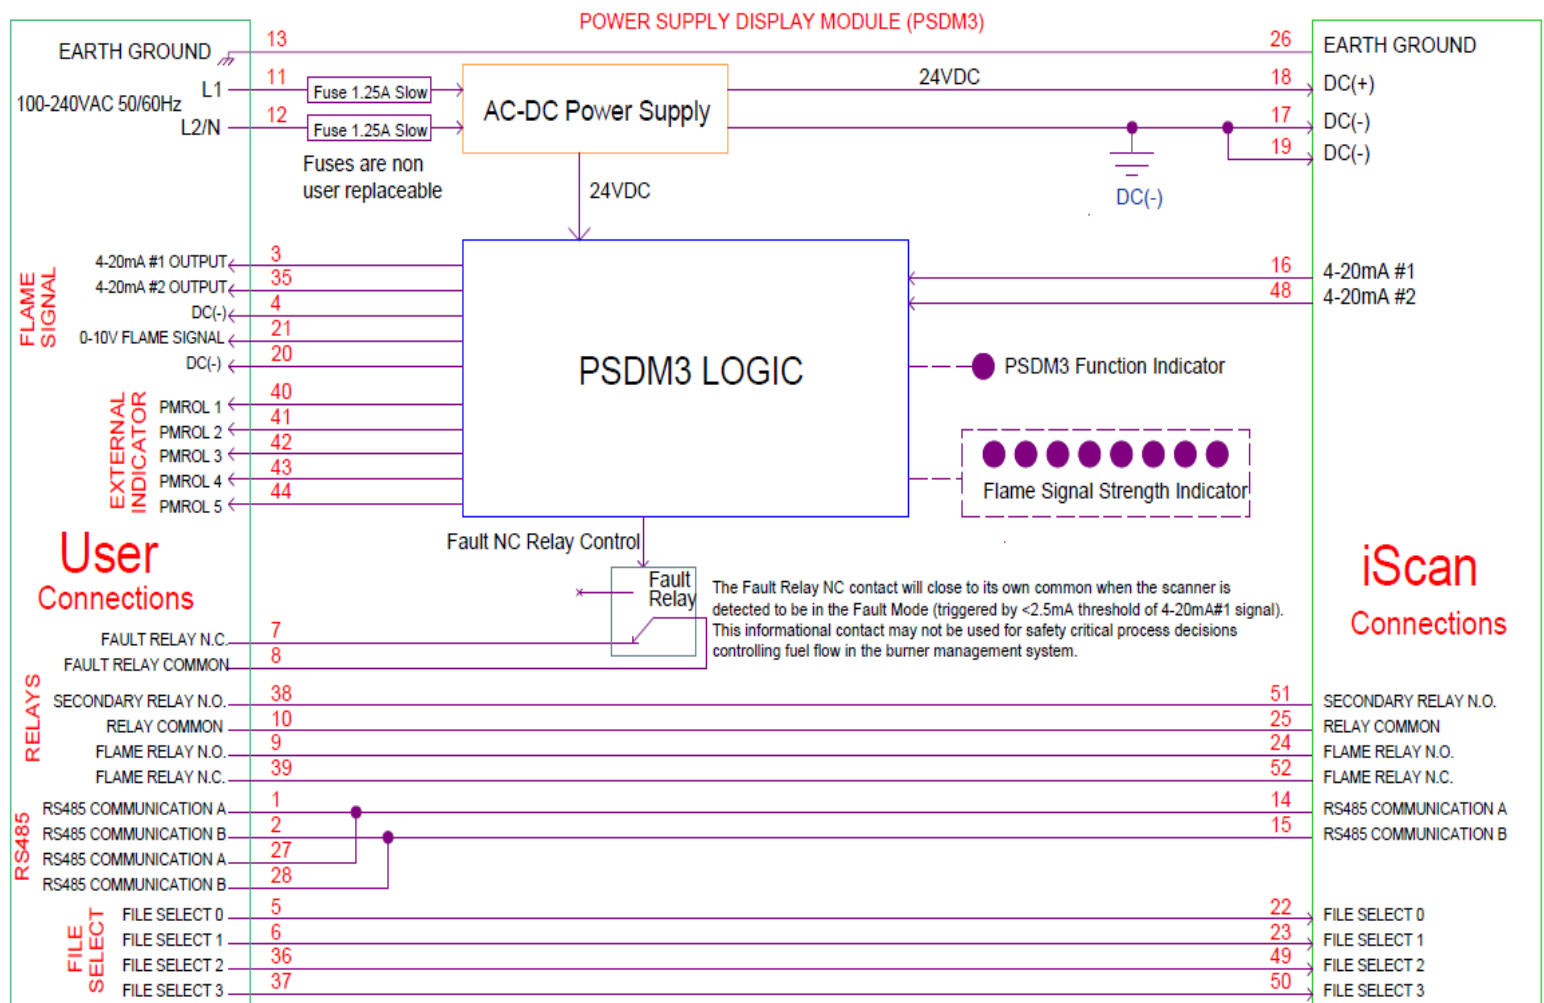 POWER SUPPLY DISPLAY MODULE (PSDM3)
EARTH GROUND 13 26 EARTH GROUND
L1 11 Fuse 1.25A Slow 24VDC 18 DC(+)
100-240VAC 50/60Hz
AC-DC Power Supply
L2/N 12 Fuse 1.25A Slow 17 DC(-)
19 DC(-)
Fuses are non
user replaceable
24VDC
DC(-)
FLAME
SIGNAL
4-20mA #1 OUTPUT 3 16 4-20mA #1
4-20mA #2 OUTPUT 35 48 4-20mA #2
DC(-) 4
0-10V FLAME SIGNAL 21
DC(-) 20
PSDM3 LOGIC
PSDM3 Function Indicator
EXTERNAL
INDICATOR
PMROL 1 40
PMROL 2 41
PMROL 3 42
PMROL 4 43
PMROL 5 44
Flame Signal Strength Indicator
User
Connections
iScan
Connections
Fault NC Relay Control
Fault
Relay
The Fault Relay NC contact will close to its own common when the scanner is
detected to be in the Fault Mode (triggered by <2.5mA threshold of 4-20mA#1 signal).
This informational contact may not be used for safety critical process decisions
controlling fuel flow in the burner management system.
RELAYS
FAULT RELAY N.C. 7
FAULT RELAY COMMON 8
SECONDARY RELAY N.O. 38 51 SECONDARY RELAY N.O.
RELAY COMMON 10 25 RELAY COMMON
FLAME RELAY N.O. 9 24 FLAME RELAY N.O.
FLAME RELAY N.C. 39 52 FLAME RELAY N.C.
RS485
RS485 COMMUNICATION A 1 14 RS485 COMMUNICATION A
RS485 COMMUNICATION B 2 15 RS485 COMMUNICATION B
RS485 COMMUNICATION A 27
RS485 COMMUNICATION B 28
FILE
SELECT
FILE SELECT 0 5 22 FILE SELECT 0
FILE SELECT 1 6 23 FILE SELECT 1
FILE SELECT 2 36 49 FILE SELECT 2
FILE SELECT 3 37 50 FILE SELECT 3